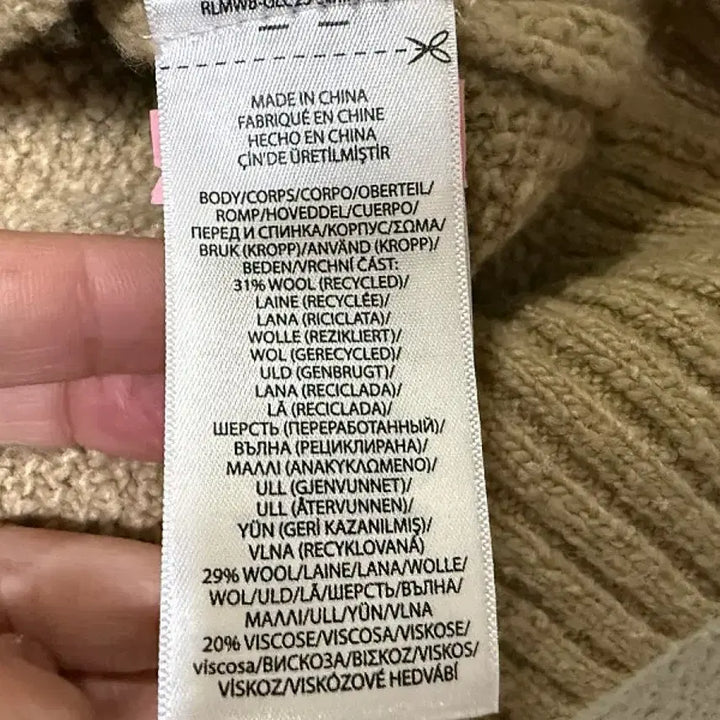 MADE IN CHINA
FABRIQUÉ EN CHINE
HECHO EN CHINA
ÇİN'DE ÜRETİLMİŞTİR
BODY/CORPS/CORPO/OBERTEIL/
ROMP/HOVEDDEL/CUERPO/
ПЕРЕД И СПИНКА/КОРПУС/ΣΩΜΑ/
BRUK (KROPP)/ANVÄND (KROPP)/
BEDEN/VRCHNÍ ČÁST:
31% WOOL (RECYCLED)/
LAINE (RECYCLÉE)/
LANA (RICICLATA)/
WOLLE (REZIKLIERT)/
WOL (GERECYCLED)/
ULD (GENBRUGT)/
LANA (RECICLADA)/
LÃ (RECICLADA)/
ШЕРСТЬ (ПЕРЕРАБОТАННЫЙ)/
ВЪЛНА (РЕЦИКЛИРАНА)/
ΜΑΛΛΙ (ΑΝΑΚΥΚΛΩΜΕΝΟ)/
ULL (GJENVUNNET)/
ULL (ÅTERVUNNEN)/
YÜN (GERİ KAZANILMIŞ)/
VLNA (RECYKLOVANÁ)
29% WOOL/LAINE/LANA/WOLLE/
WOL/ULD/LÃ/ШЕРСТЬ/ВЪЛНА/
ΜΑΛΛΙ/ULL/YÜN/VLNA
20% VISCOSE/VISCOSA/VISKOSE/
viscosa/ВИСКОЗА/ΒΙΣΚΟΖ/VISKOS/
VİSKOZ/VISKÓZOVÉ HEDVÁBÍ